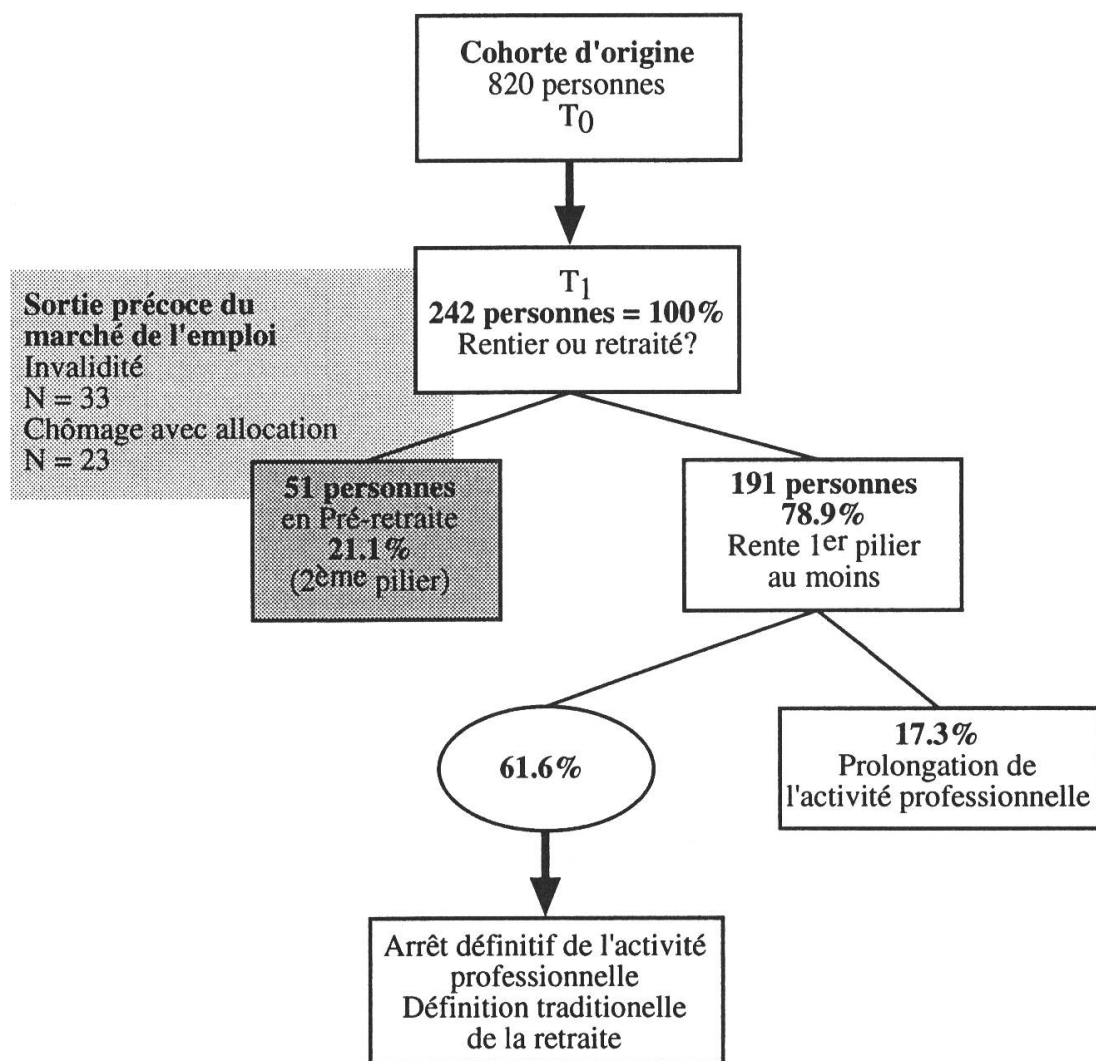 Cohorte d'origine
820 personnes
T0
T1
242 personnes = 100%
Rentier ou retraité?
Sortie précoce du
marché de l'emploi
Invalidité
N = 33
Chômage avec allocation
N = 23
51 personnes
en Pré-retraite
21.1%
(2ème pilier)
191 personnes
78.9%
Rente 1er pilier
au moins
61.6%
17.3%
Prolongation de
l'activité professionnelle
Arrêt définitif de l'activité
professionnelle
Définition traditionelle
de la retraite